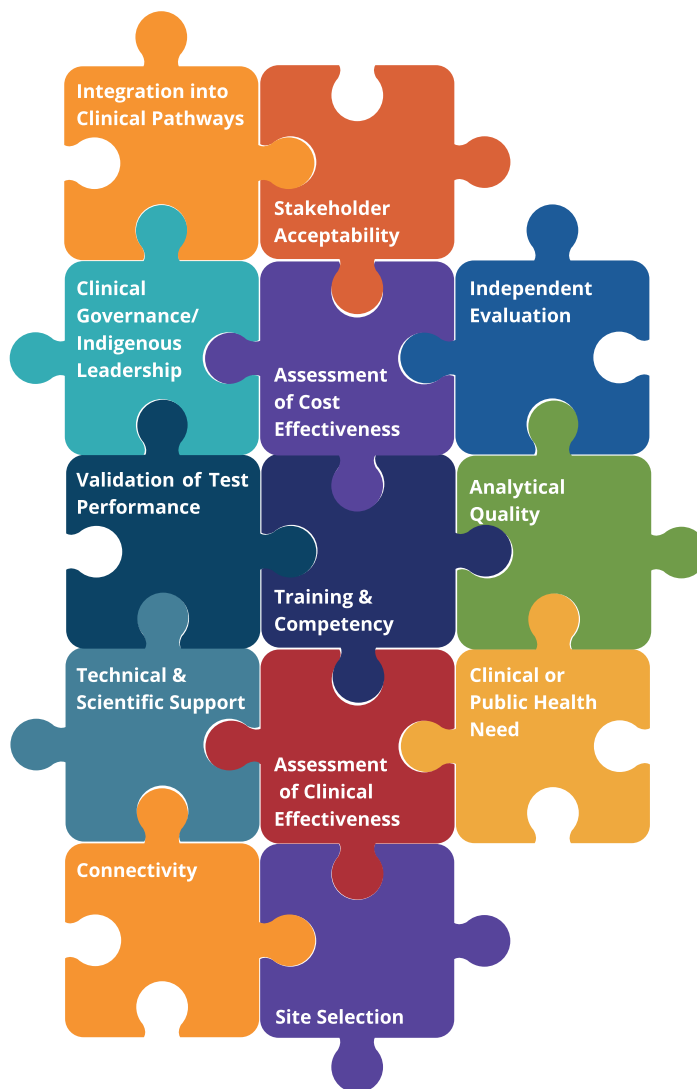 Integration into
Clinical Pathways
Stakeholder
Acceptability
Clinical
Governance/
Indigenous
Leadership
Assessment
of Cost
Effectiveness
Independent
Evaluation
Validation of Test
Performance
Training &
Competency
Analytical
Quality
Technical &
Scientific Support
Assessment
of Clinical
Effectiveness
Clinical or
Public Health
Need
Connectivity
Site Selection